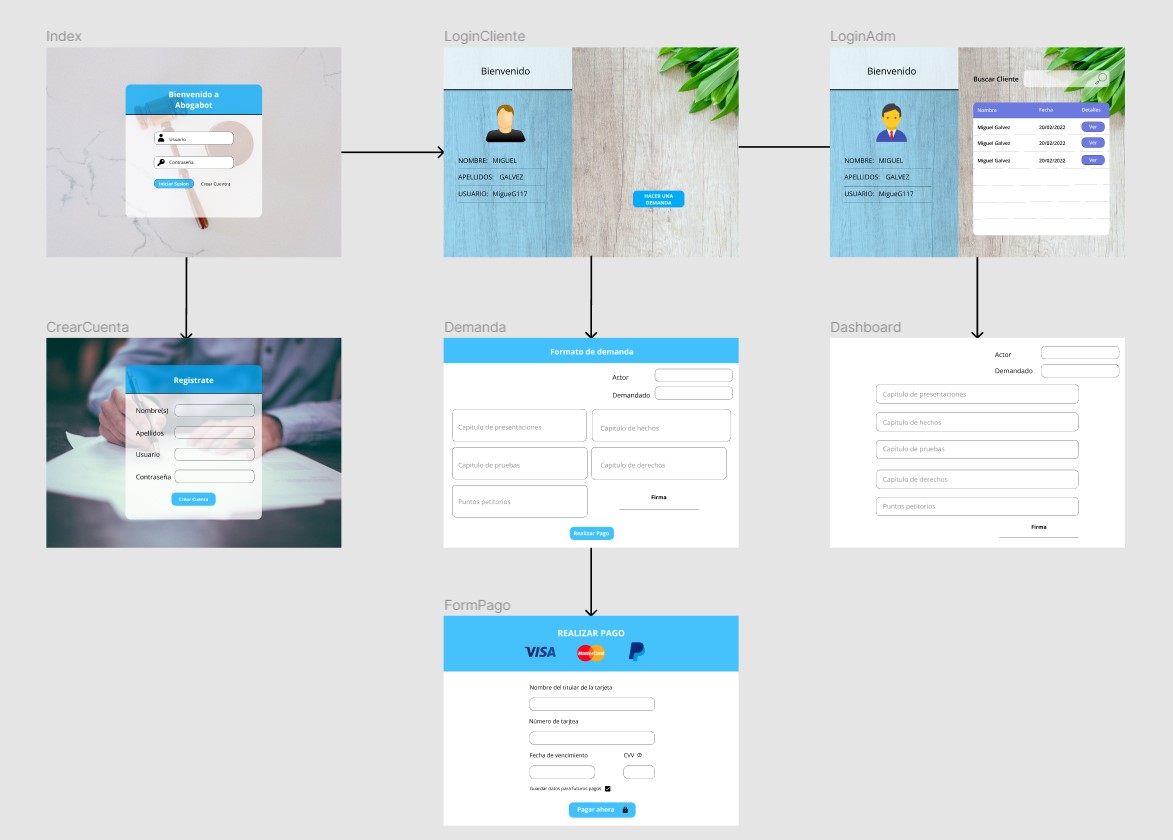 Index
Bienvenido a
Abogabot
Usuario
Contraseña
Iniciar Sesion
Crear Cuentra
LoginCliente
Bienvenido
NOMBRE: MIGUEL
APELLIDOS: GALVEZ
USUARIO: MigueG117
HACER UNA
DEMANDA
LoginAdm
Bienvenido
NOMBRE: MIGUEL
APELLIDOS: GALVEZ
USUARIO: MigueG117
Buscar Cliente
Nombre Fecha Detalles
Miguel Galvez 20/02/2022 Ver
Miguel Galvez 20/02/2022 Ver
Miguel Galvez 20/02/2022 Ver
CrearCuenta
Registrate
Nombre(s)
Apellidos
Usuario
Contraseña
Crear Cuenta
Demanda
Formato de demanda
Actor
Demandado
Capitulo de presentaciones
Capitulo de hechos
Capitulo de pruebas
Capitulo de derechos
Puntos petitorios
Firma
Realizar Pago
Dashboard
Actor
Demandado
Capitulo de presentaciones
Capitulo de hechos
Capitulo de pruebas
Capitulo de derechos
Puntos petitorios
Firma
FormPago
REALIZAR PAGO
VISA
MasterCard
Nombre del titular de la tarjeta
Número de tarjtea
Fecha de vencimiento
CVV
Guardar datos para futuros pagos
Pagar ahora